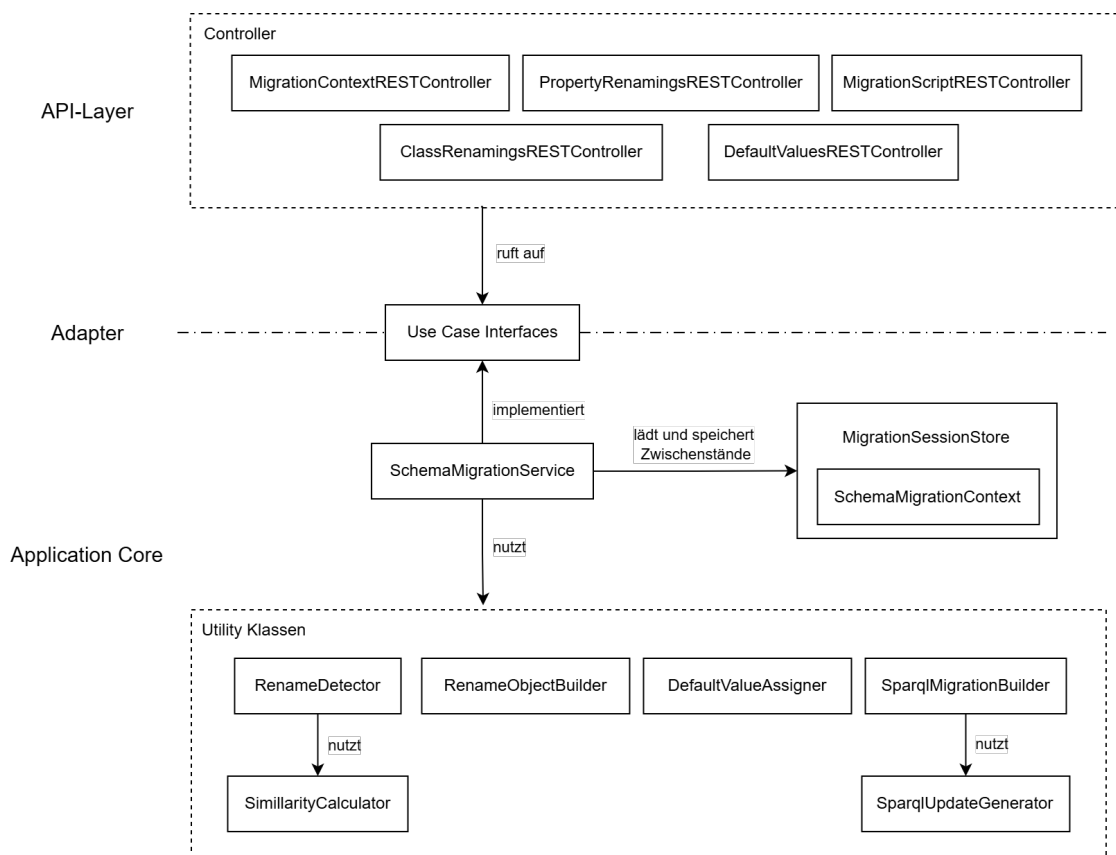 Controller
MigrationContextRESTController
PropertyRenamingsRESTController
MigrationScriptRESTController
API-Layer
ClassRenamingsRESTController
DefaultValuesRESTController
ruft auf
Adapter
Use Case Interfaces
implementiert
lädt und speichert
Zwischenstände
MigrationSessionStore
SchemaMigrationService
SchemaMigrationContext
nutzt
Application Core
Utility Klassen
RenameDetector
RenameObjectBuilder
DefaultValueAssigner
SparqlMigrationBuilder
nutzt
nutzt
SimillarityCalculator
SparqlUpdateGenerator